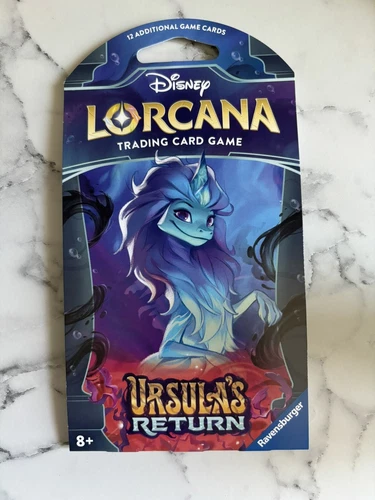 12 ADDITIONAL GAME CARDS
Disney
LORCANA
TRADING CARD GAME
URSULA'S
RETURN
8+
Ravensburger